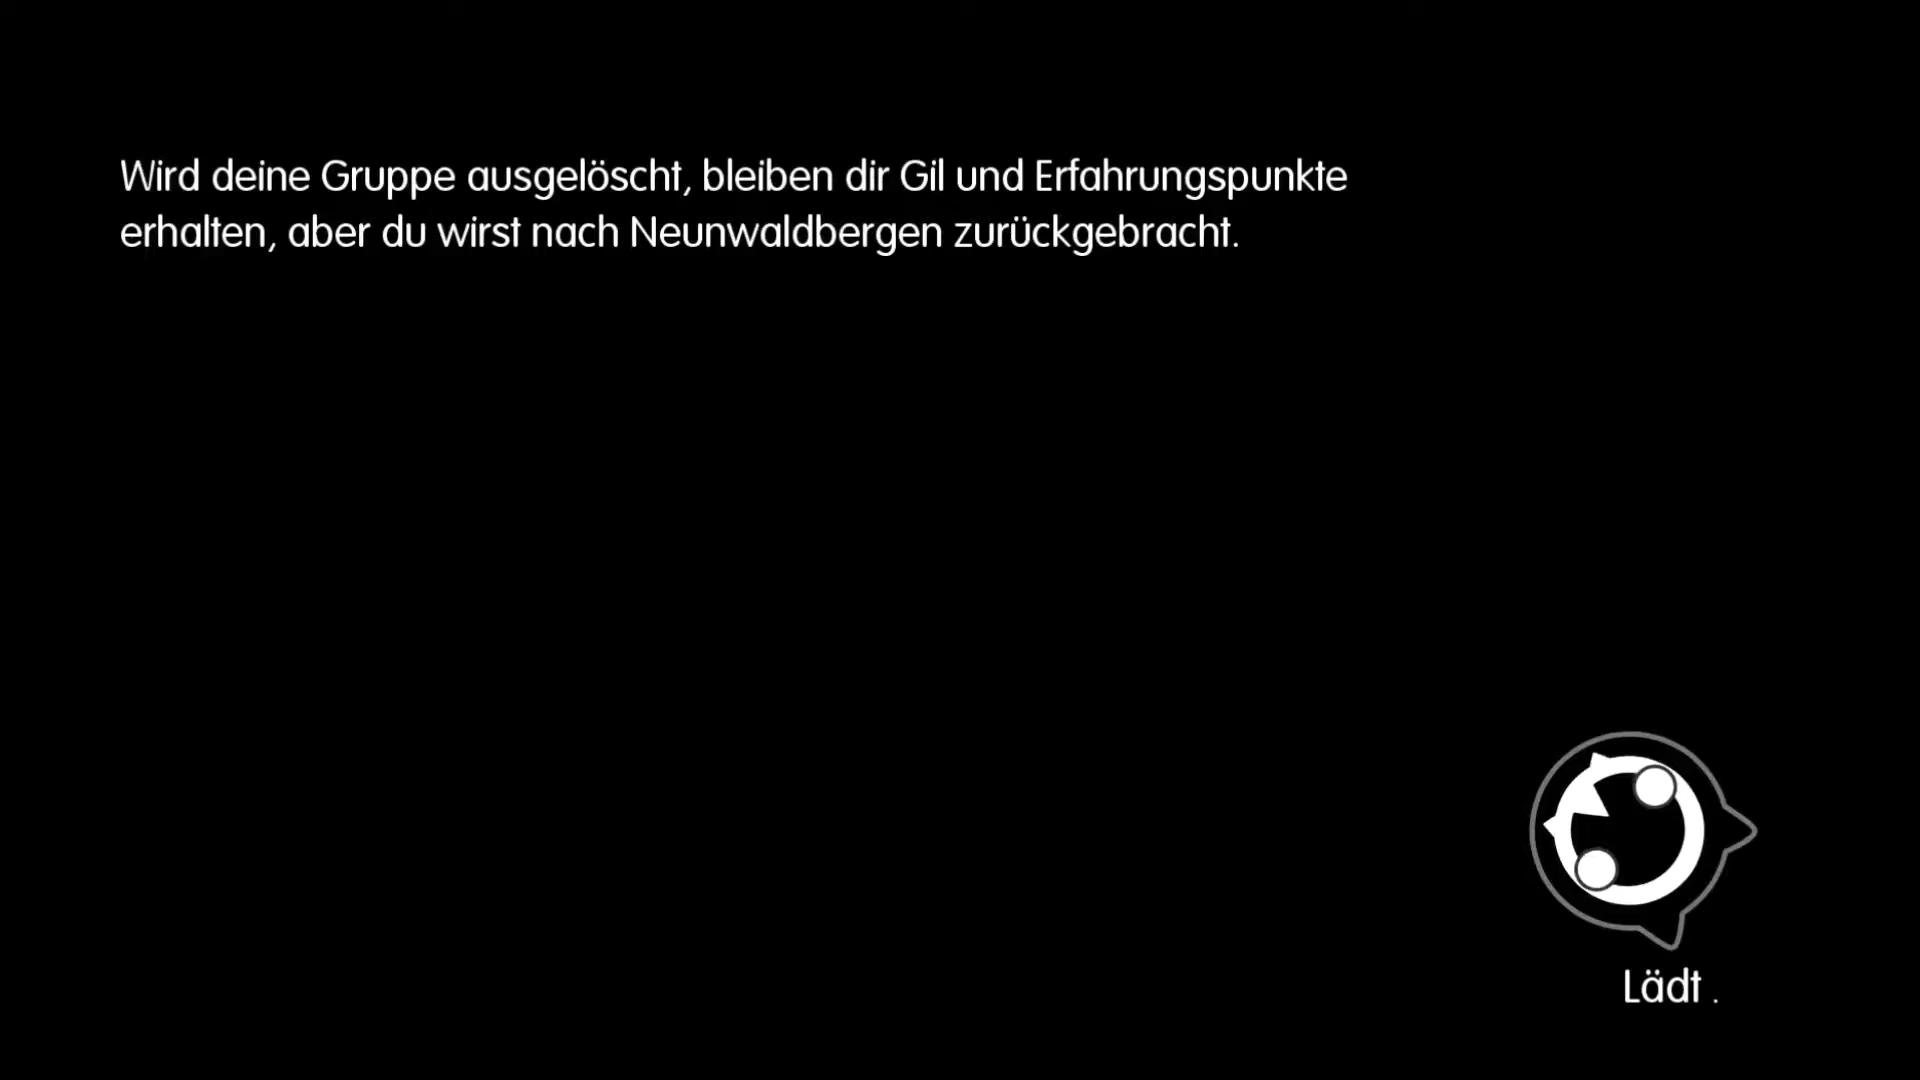 Wird deine Gruppe ausgelöscht, bleiben dir Gil und Erfahrungspunkte
erhalten, aber du wirst nach Neunwaldbergen zurückgebracht.
Lädt .